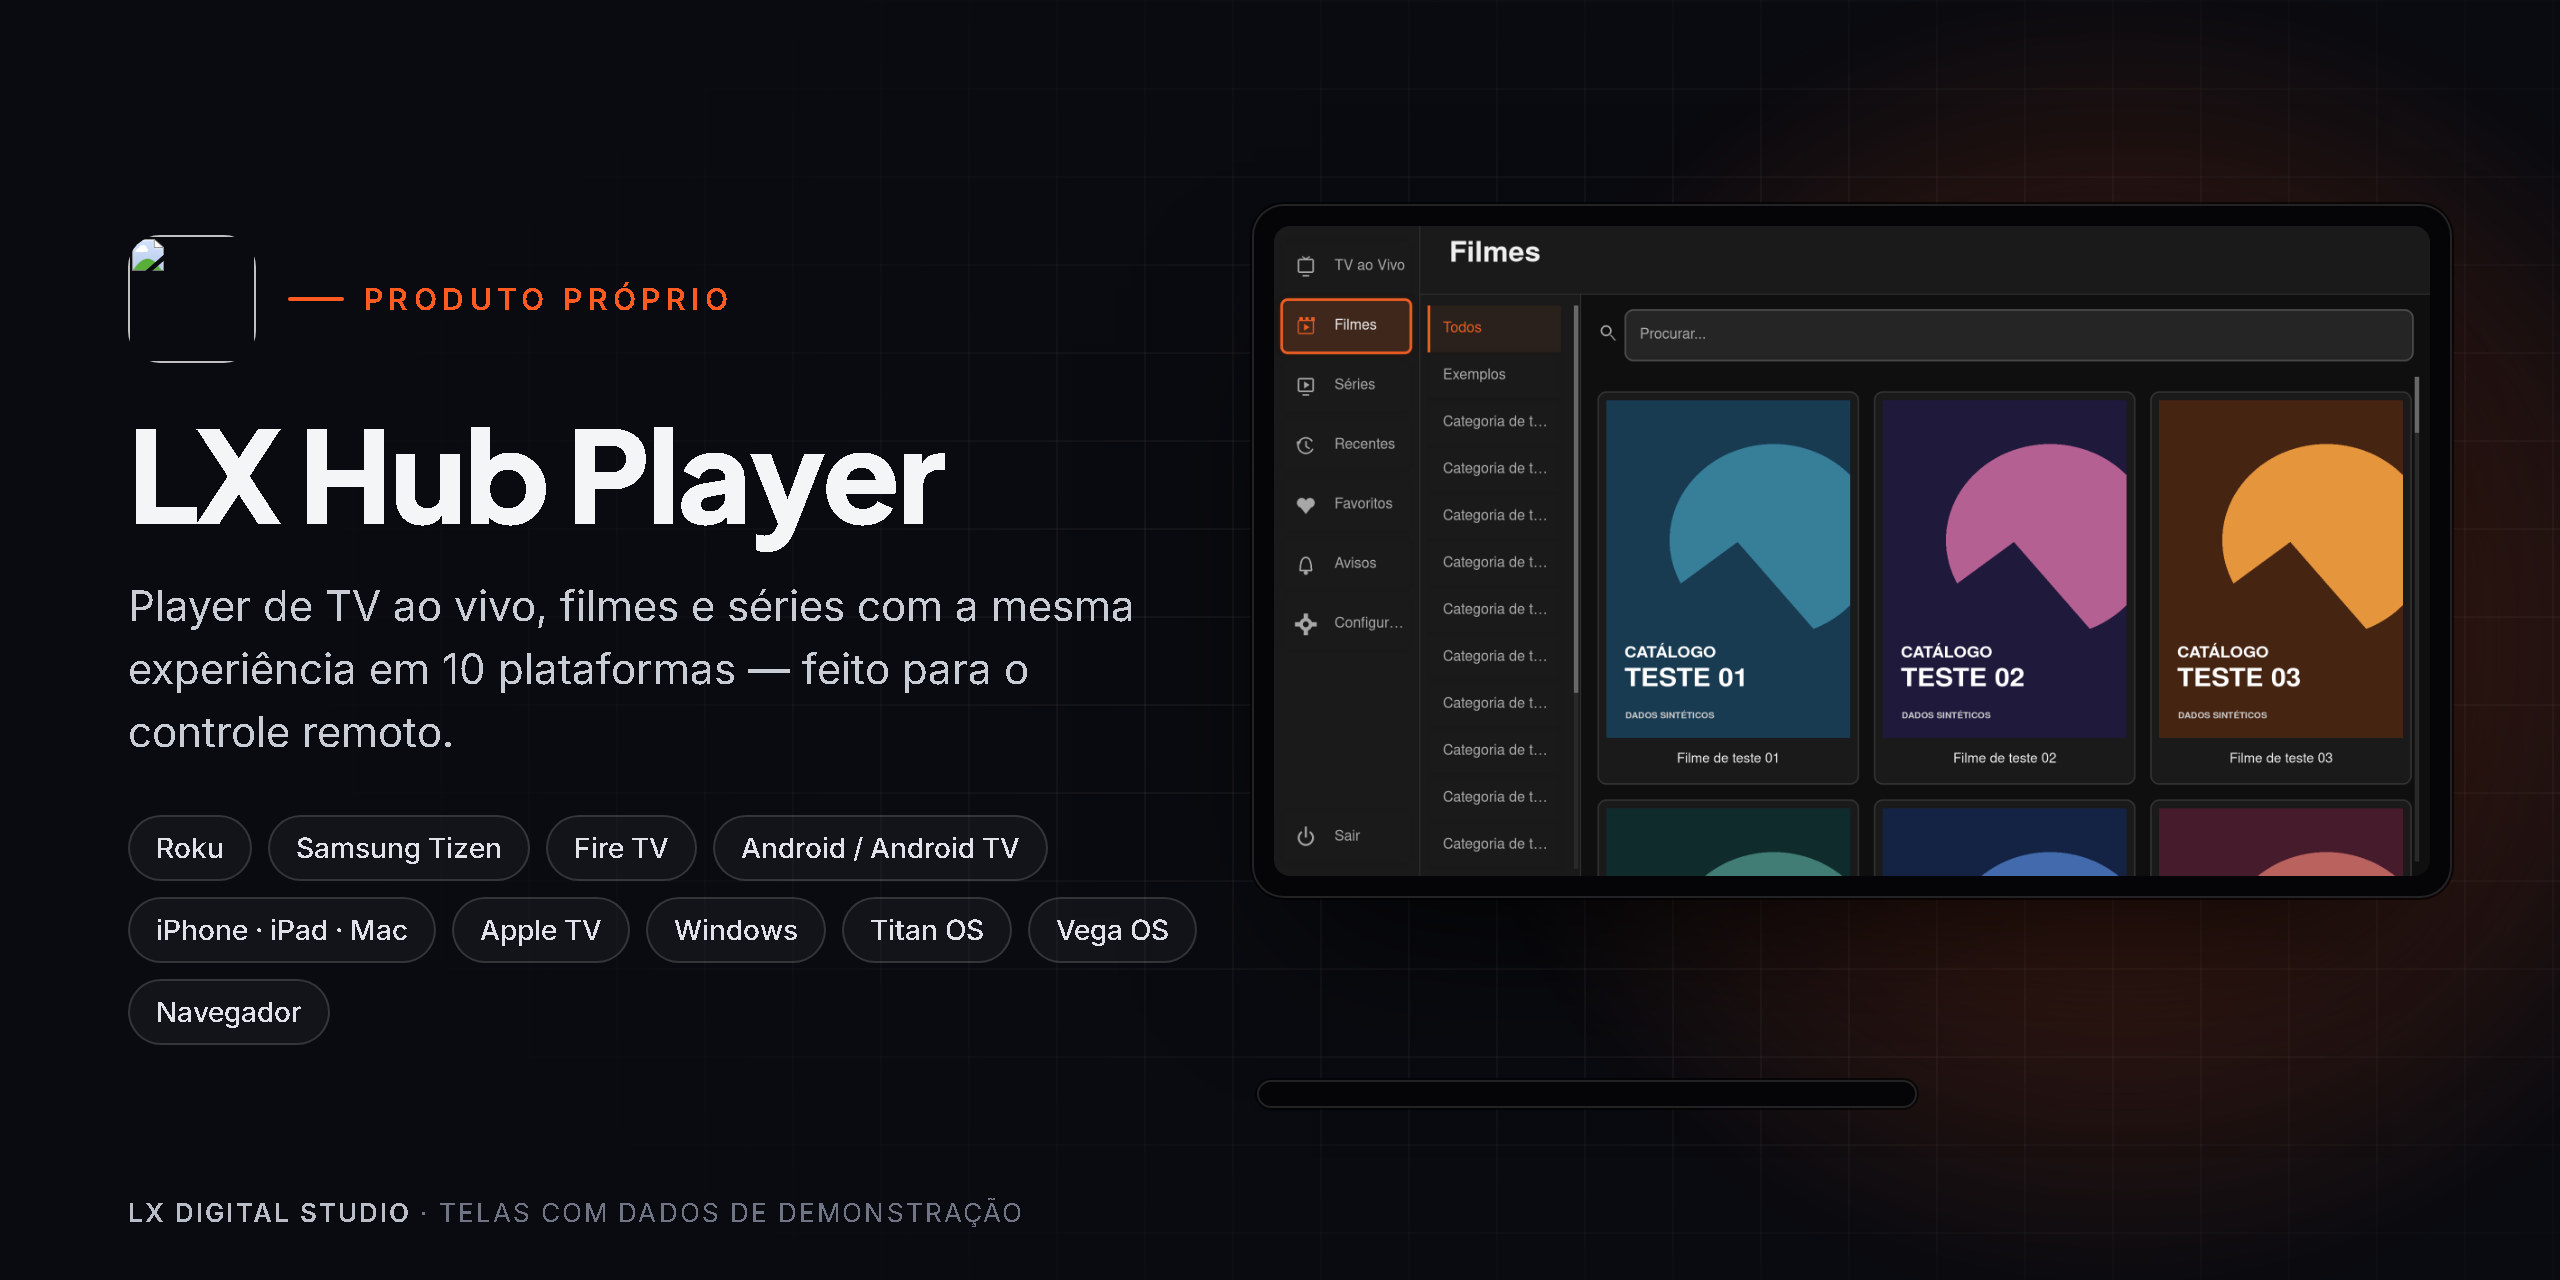 PRODUTO PRÓPRIO
LX Hub Player
Player de TV ao vivo, filmes e séries com a mesma
experiência em 10 plataformas — feito para o
controle remoto.
Roku
Samsung Tizen
Fire TV
Android / Android TV
iPhone · iPad · Mac
Apple TV
Windows
Titan OS
Vega OS
Navegador
LX DIGITAL STUDIO · TELAS COM DADOS DE DEMONSTRAÇÃO
TV ao Vivo
Filmes
Séries
Recentes
Favoritos
Avisos
Configur...
Sair
Filmes
Todos
Exemplos
Categoria de t...
Categoria de t...
Categoria de t...
Categoria de t...
Categoria de t...
Categoria de t...
Categoria de t...
Categoria de t...
Categoria de t...
Categoria de t...
Procurar...
CATÁLOGO
TESTE 01
DADOS SINTÉTICOS
Filme de teste 01
CATÁLOGO
TESTE 02
DADOS SINTÉTICOS
Filme de teste 02
CATÁLOGO
TESTE 03
DADOS SINTÉTICOS
Filme de teste 03